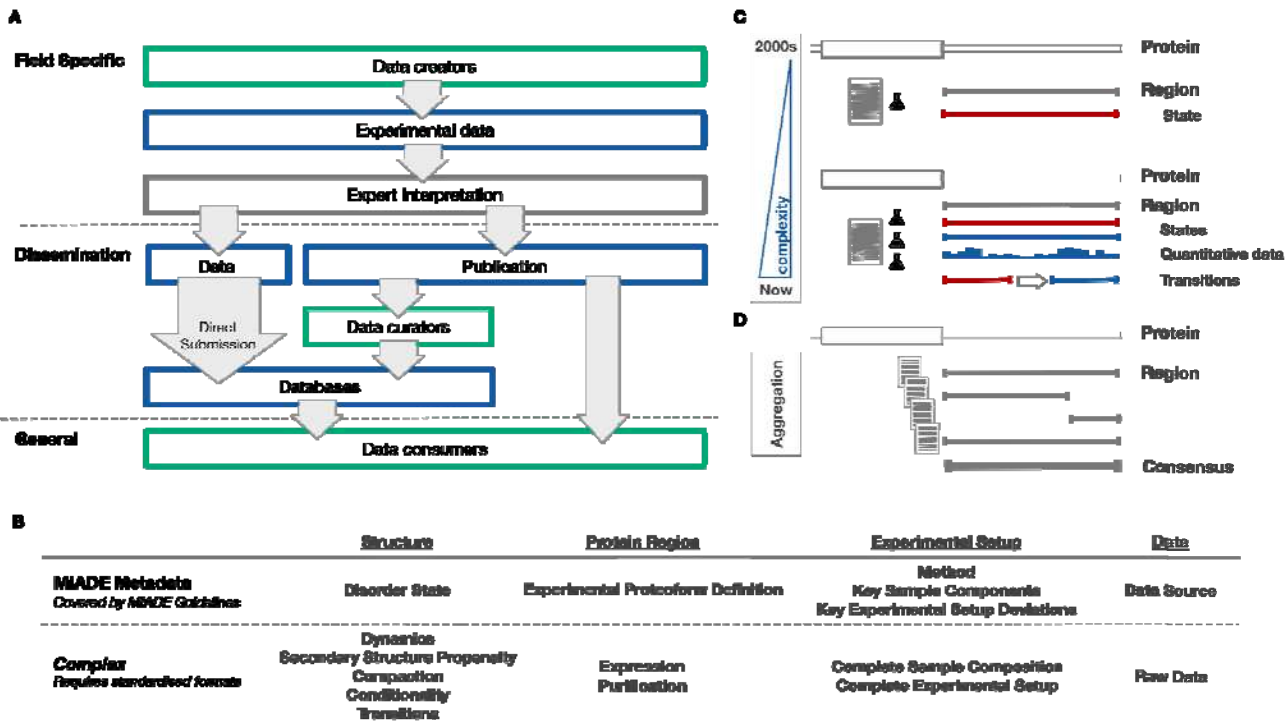 A
Field Specific
Data creators
Experimental data
Expert Interpretation
Dissemination
Data
Publication
Direct
Submission
Data curators
Databases
General
Data consumers
C
2000s
complexity
Now
Protein
Region
State
Protein
Region
States
Quantitative data
Transitions
D
Aggregation
Protein
Region
Consensus
B
Structure Protein Region Experimental Setup Data
MIADE Metadata
Covered by MIADE Guidelines
Disorder State
Experimental Proteoform Definition
Method
Key Sample Components
Key Experimental Setup Deviations
Data Source
Complex
Requires standardised formats
Dynamics
Secondary Structure Propensity
Compaction
Conditionality
Transitions
Expression
Purification
Complete Sample Composition
Complete Experimental Setup
Raw Data